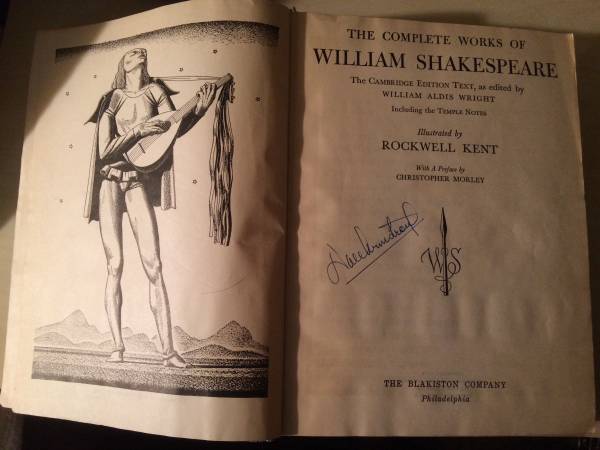 THE COMPLETE WORKS OF
WILLIAM SHAKESPEARE
The Cambridge Edition Text, as edited by
WILLIAM ALDIS WRIGHT
Including the Temple Notes
Illustrated by
ROCKWELL KENT
With A Preface by
CHRISTOPHER MORLEY
WS
THE BLAKISTON COMPANY
Philadelphia